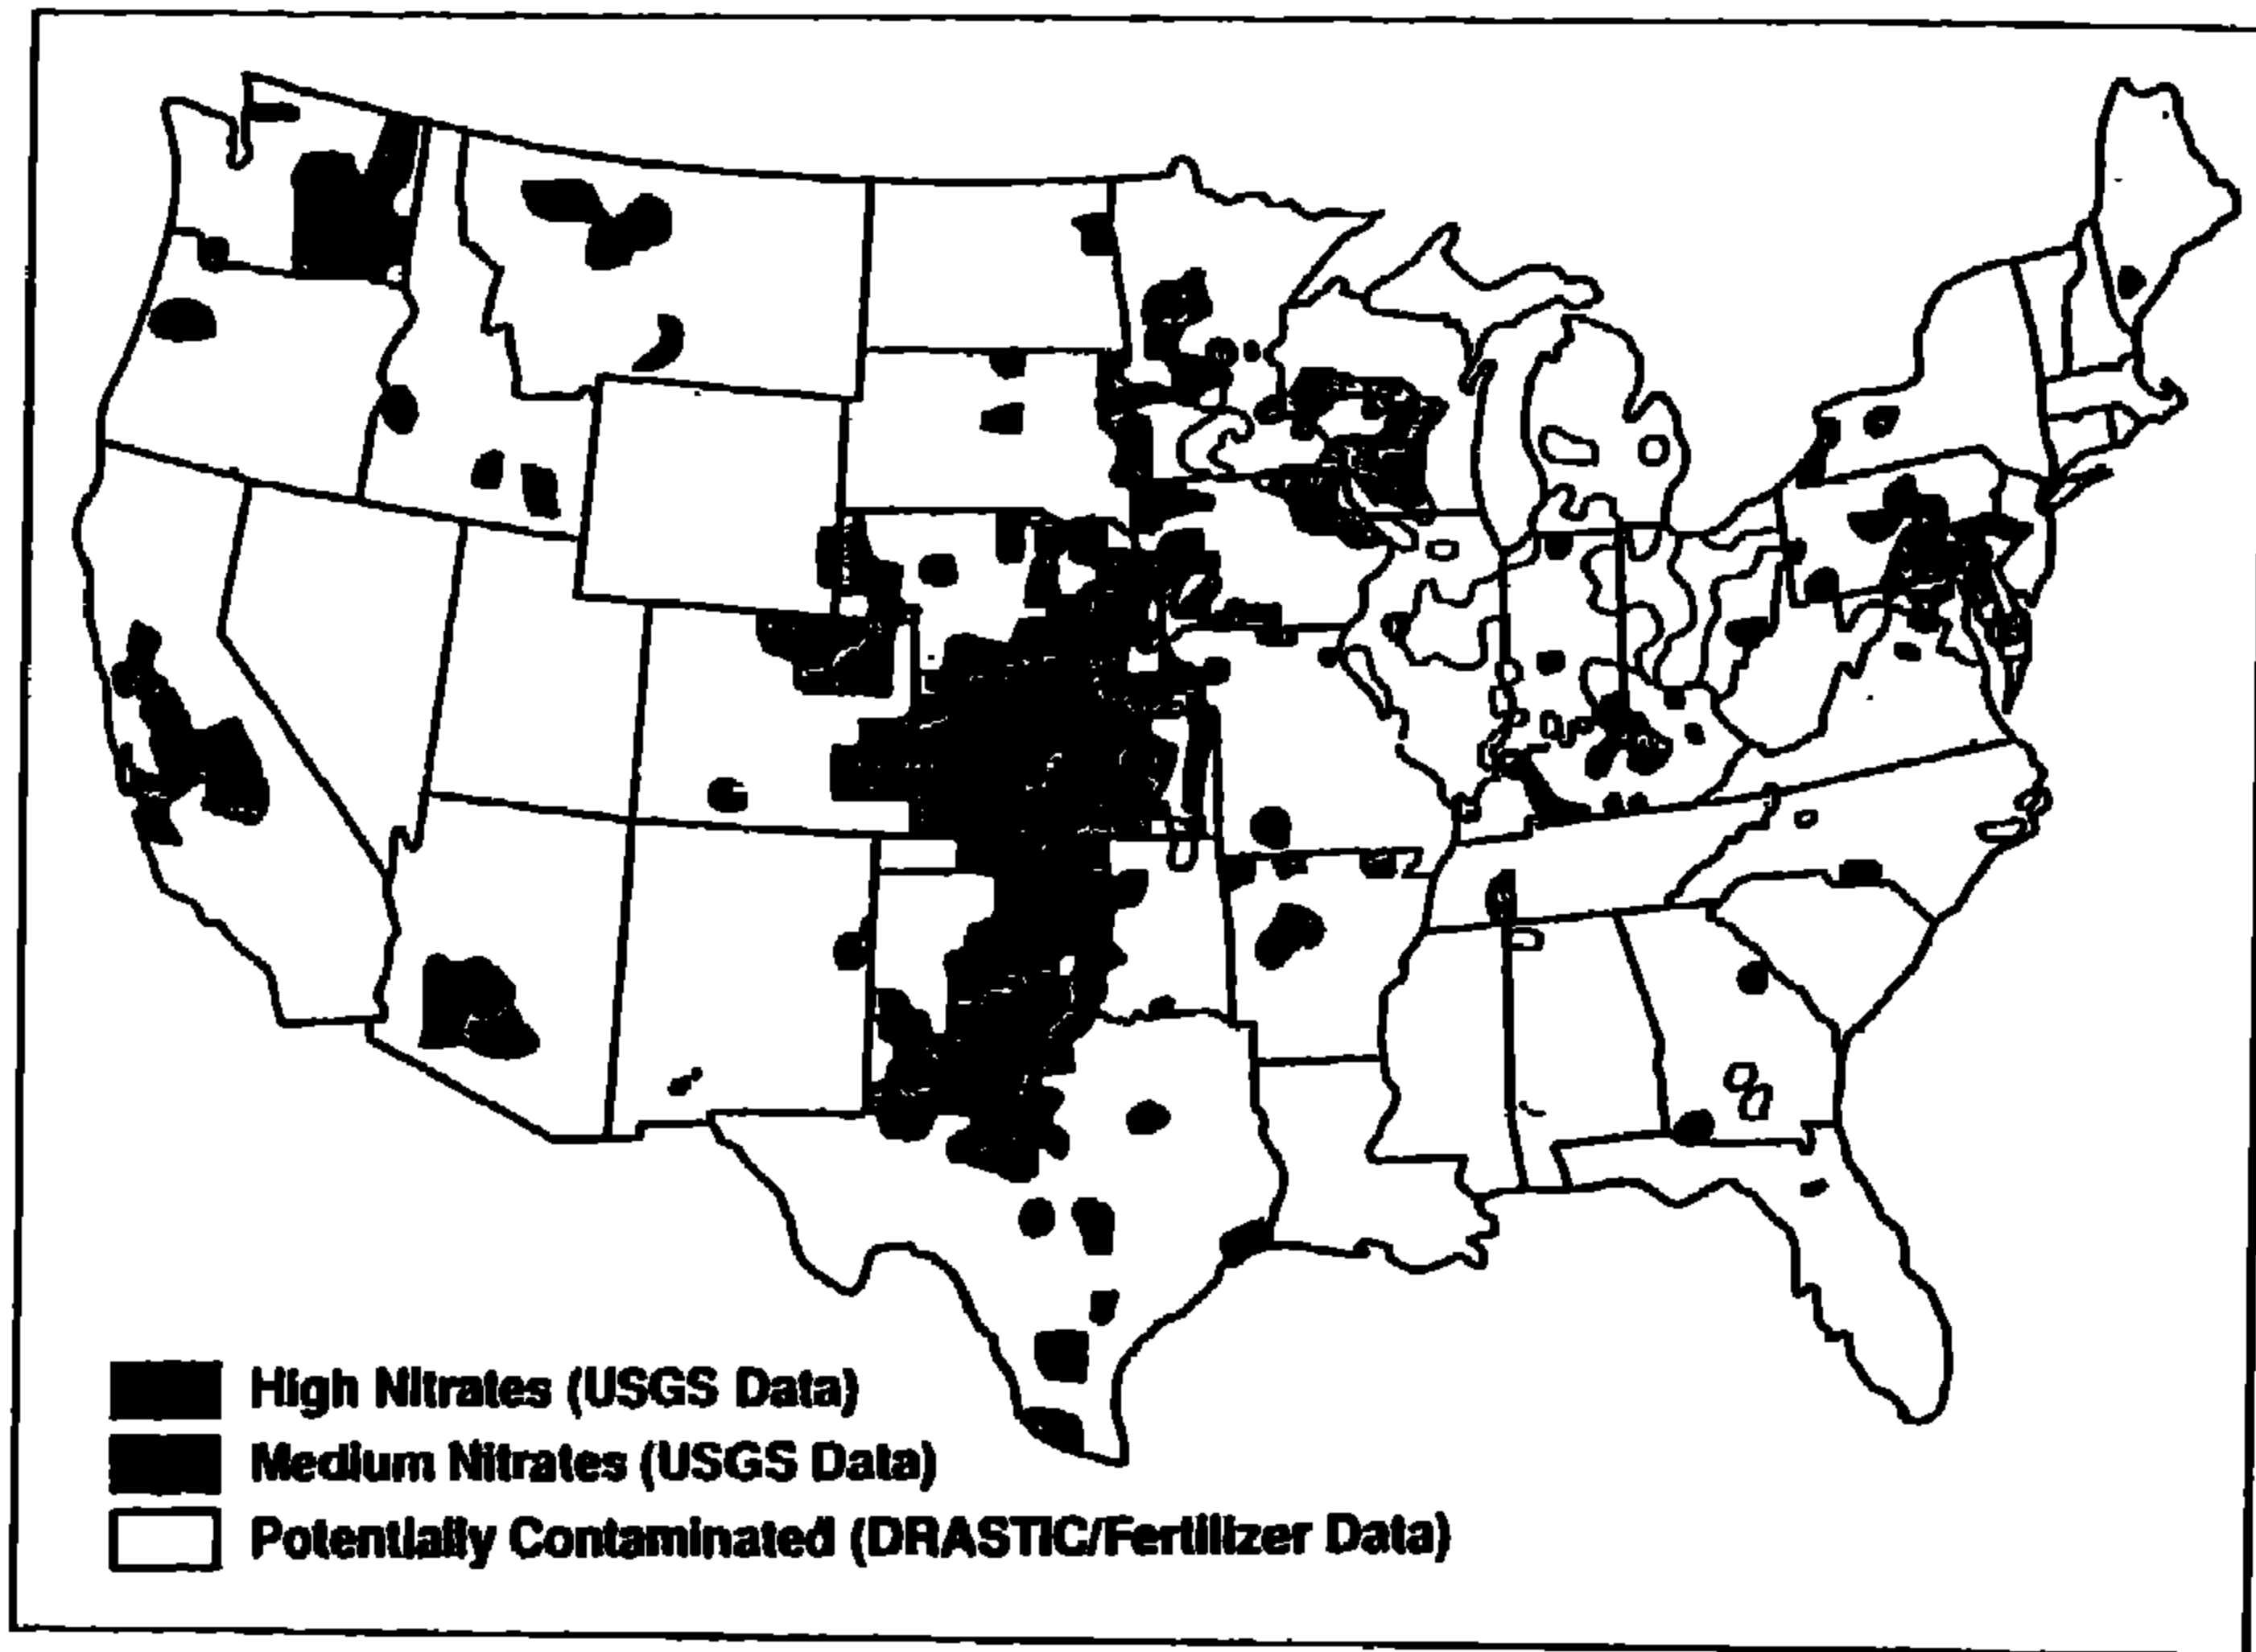 High Nitrates (USGS Data)
Medium Nitrates (USGS Data)
Potentially Contaminated (DRASTIC/Fertilizer Data)